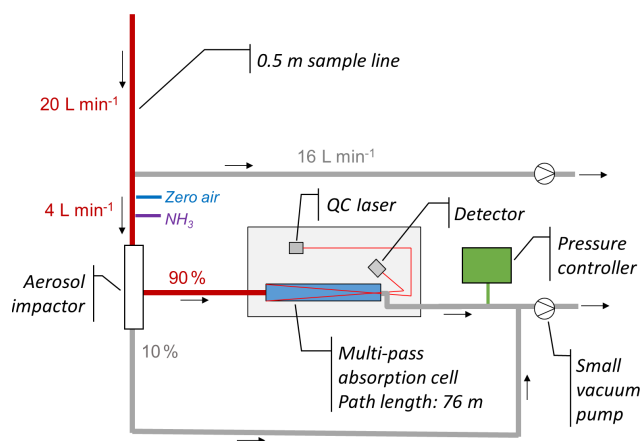 0.5 m sample line
20 L min⁻¹
16 L min⁻¹
Zero air
4 L min⁻¹
NH₃
QC laser
Detector
Pressure
controller
Aerosol
impactor
90 %
10 %
Multi-pass
absorption cell
Path length: 76 m
Small
vacuum
pump